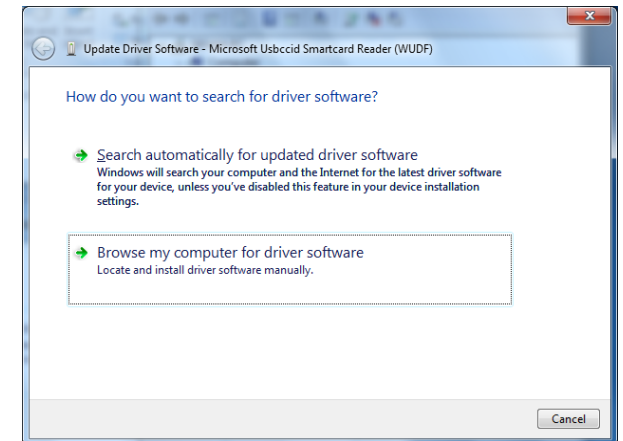 Update Driver Software - Microsoft Usbccid Smartcard Reader (WUDF)
How do you want to search for driver software?
Search automatically for updated driver software
Windows will search your computer and the Internet for the latest driver software
for your device, unless you've disabled this feature in your device installation
settings.
Browse my computer for driver software
Locate and install driver software manually.
Cancel